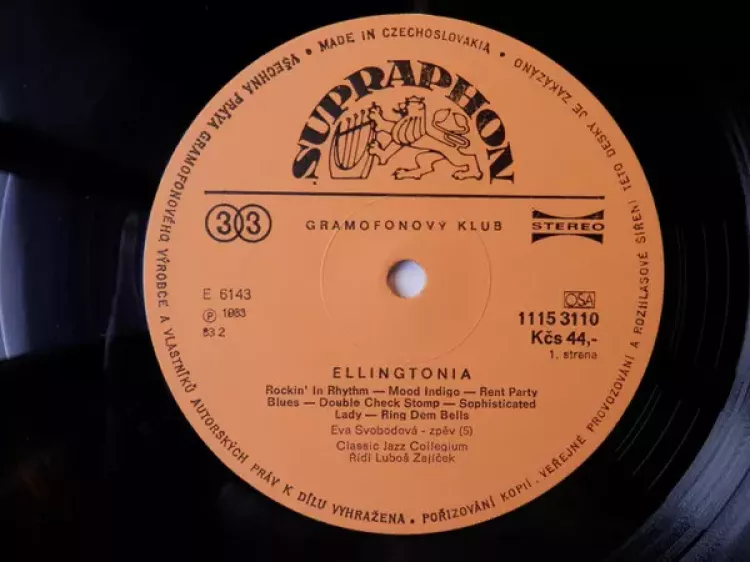 • MADE IN CZECHOSLOVAKIA •
VŠECHNA PRÁVA GRAMOFONOVÉHO VÝROBCE A VLASTNÍKŮ AUTORSKÝCH PRÁV K DÍLU VYHRAŽENA. • POŘIZOVÁNÍ KOPIÍ. VEŘEJNÉ PROVOZOVÁNÍ A ROZHLASOVÉ ŠÍŘENÍ TÉTO DESKY JE ZAKÁZÁNO
SUPRAPHON
33
GRAMOFONOVÝ KLUB
STEREO
E 6143
℗ 1983
83 2
OSA
1115 3110
Kčs 44,-
1. strana
ELLINGTONIA
Rockin' In Rhythm — Mood Indigo — Rent Party
Blues — Double Check Stomp — Sophisticated
Lady — Ring Dem Bells
Eva Svobodová - zpěv (5)
Classic Jazz Collegium
Řídí Luboš Zajíček